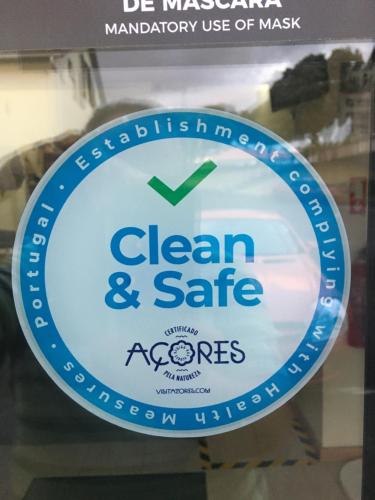 DE MÁSCARA
MANDATORY USE OF MASK
Portugal · Establishment complying with Health Measures ·
Clean
& Safe
CERTIFICADO
AÇORES
PELA NATUREZA
VISITAZORES.COM